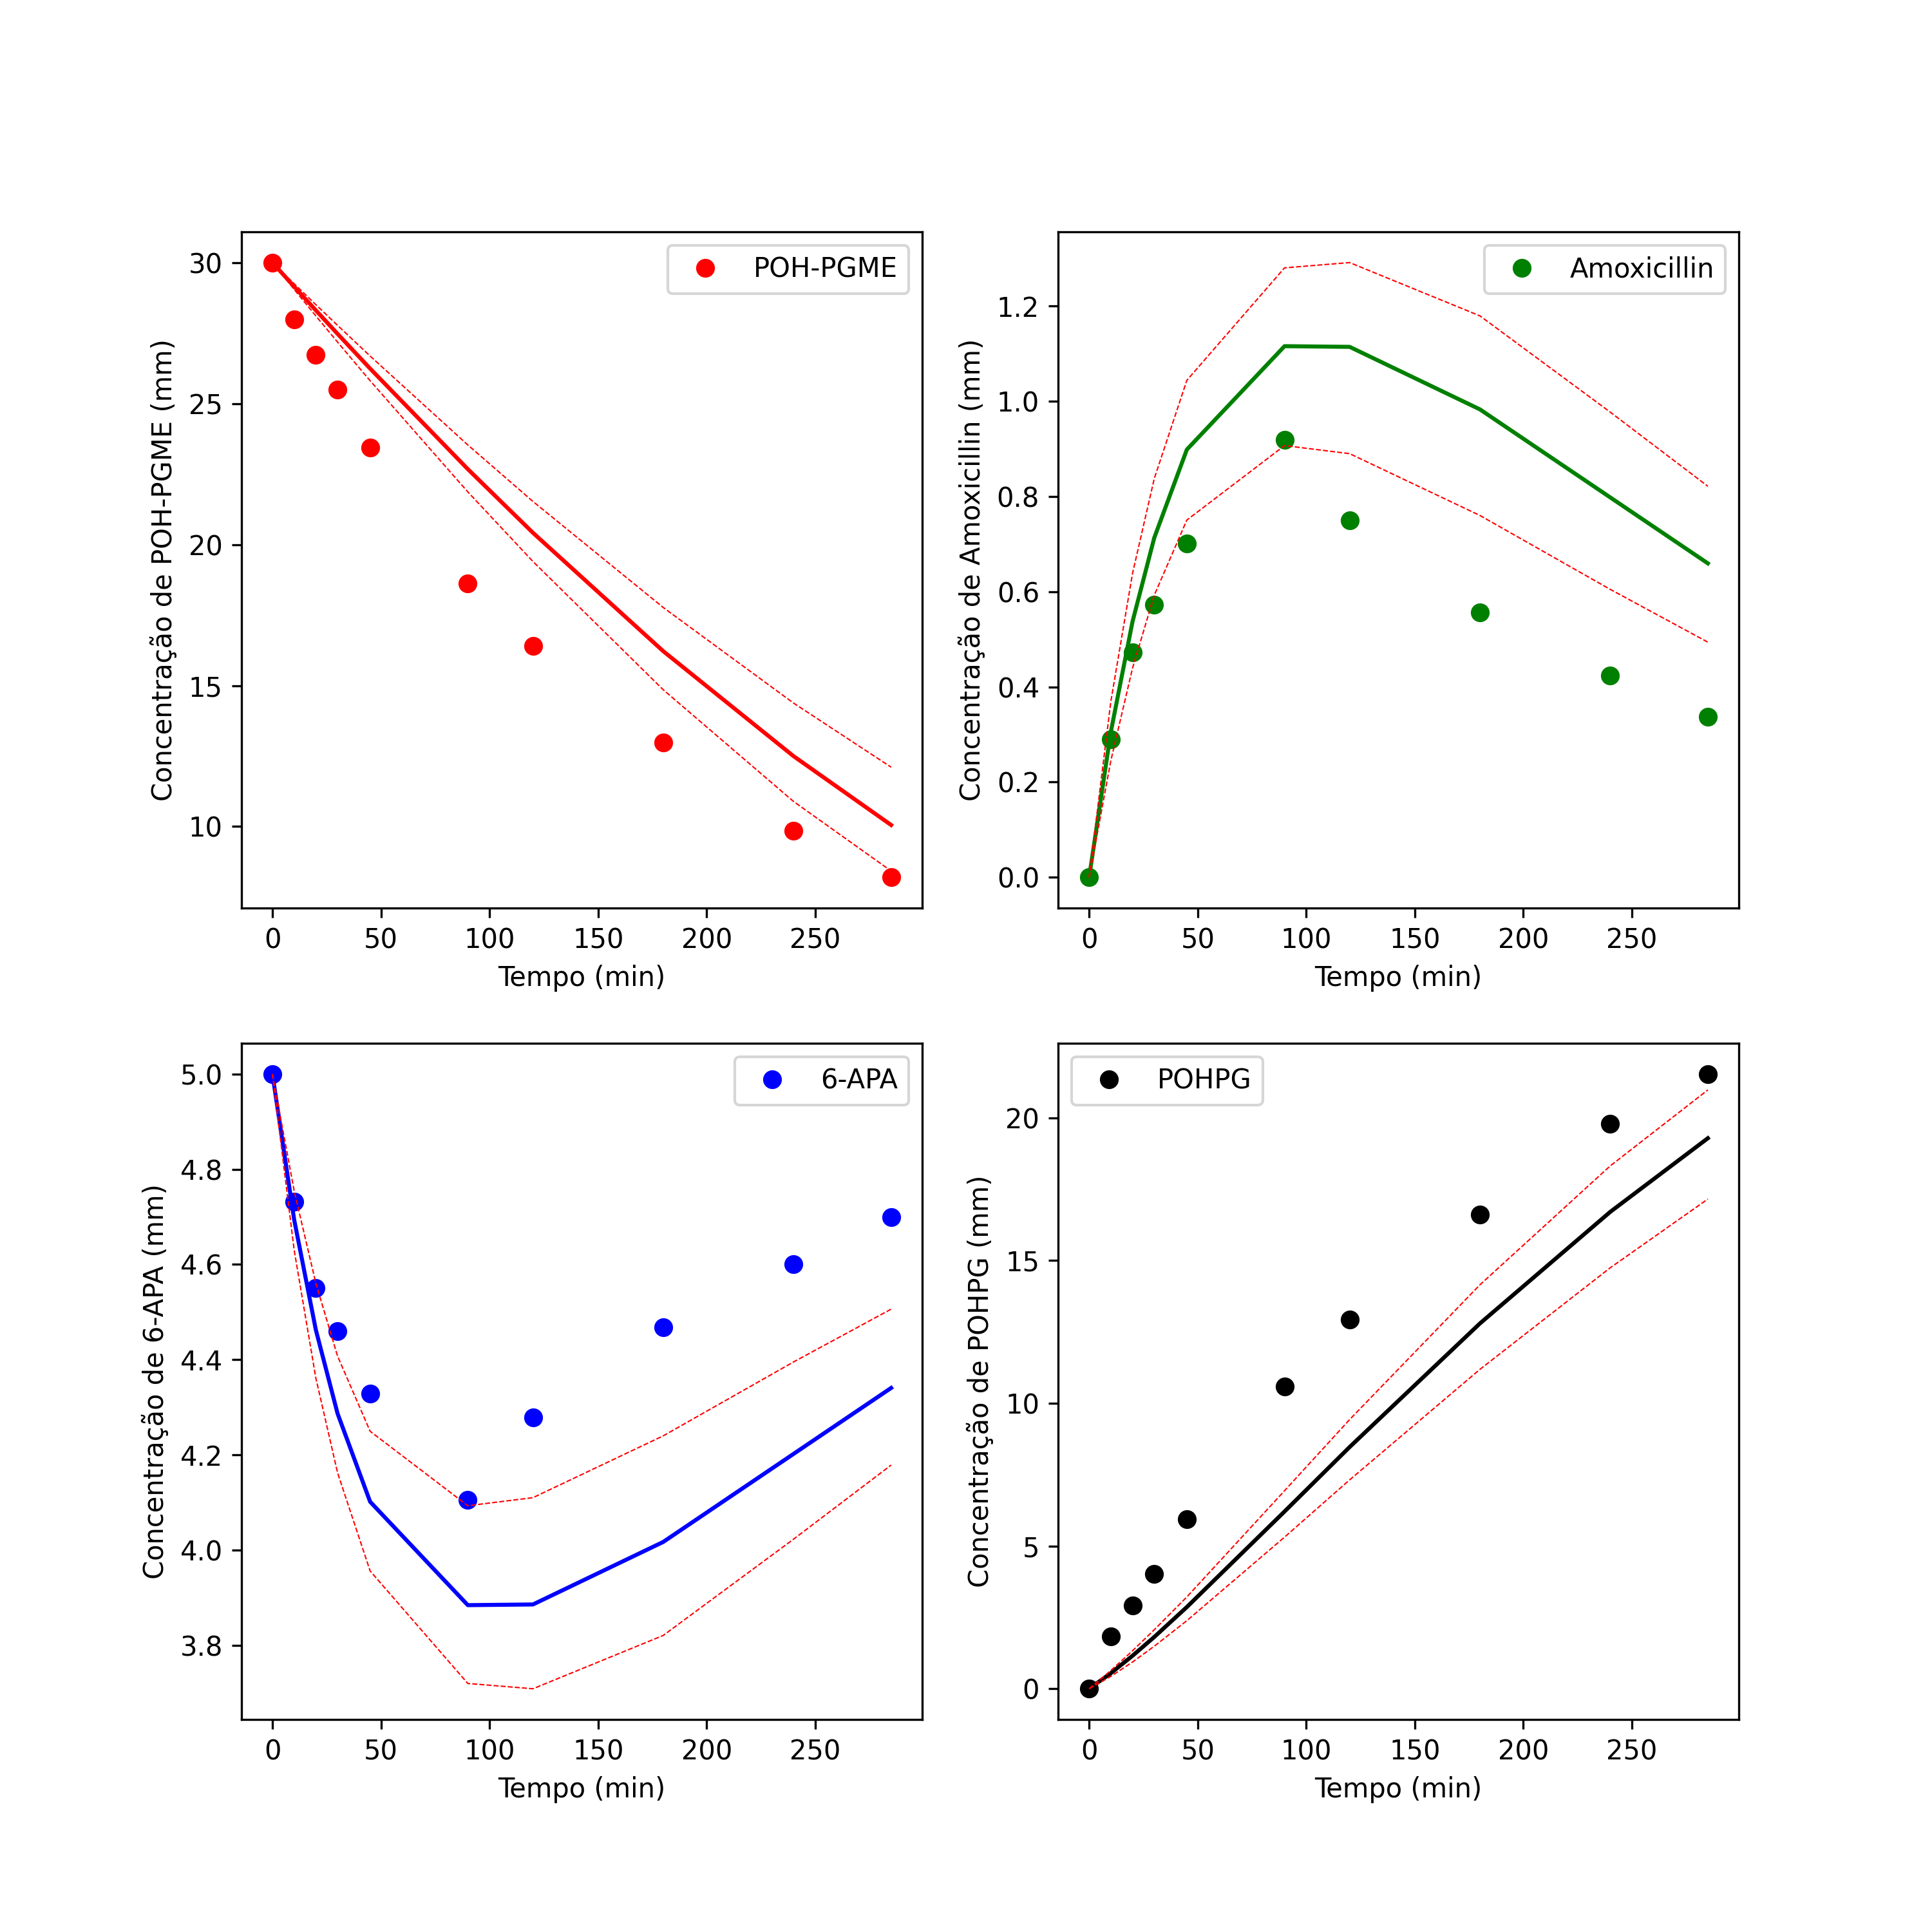 POH-PGME
Concentração de POH-PGME (mm)
30
25
20
15
10
0 50 100 150 200 250
Tempo (min)
Amoxicillin
Concentração de Amoxicillin (mm)
1.2
1.0
0.8
0.6
0.4
0.2
0.0
0 50 100 150 200 250
Tempo (min)
6-APA
Concentração de 6-APA (mm)
5.0
4.8
4.6
4.4
4.2
4.0
3.8
0 50 100 150 200 250
Tempo (min)
POHPG
Concentração de POHPG (mm)
20
15
10
5
0
0 50 100 150 200 250
Tempo (min)